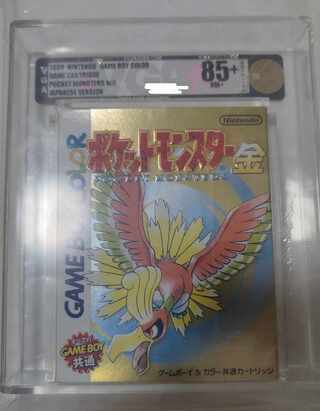 VGA
1999 NINTENDO GAME BOY COLOR
GAME CARTRIDGE
POCKET MONSTERS
JAPANESE VERSION
85+
NM+
Nintendo
ポケットモンスター金
GAME BOY COLOR
GAME BOY
共通
ゲームボーイ&カラー共通カートリッジ